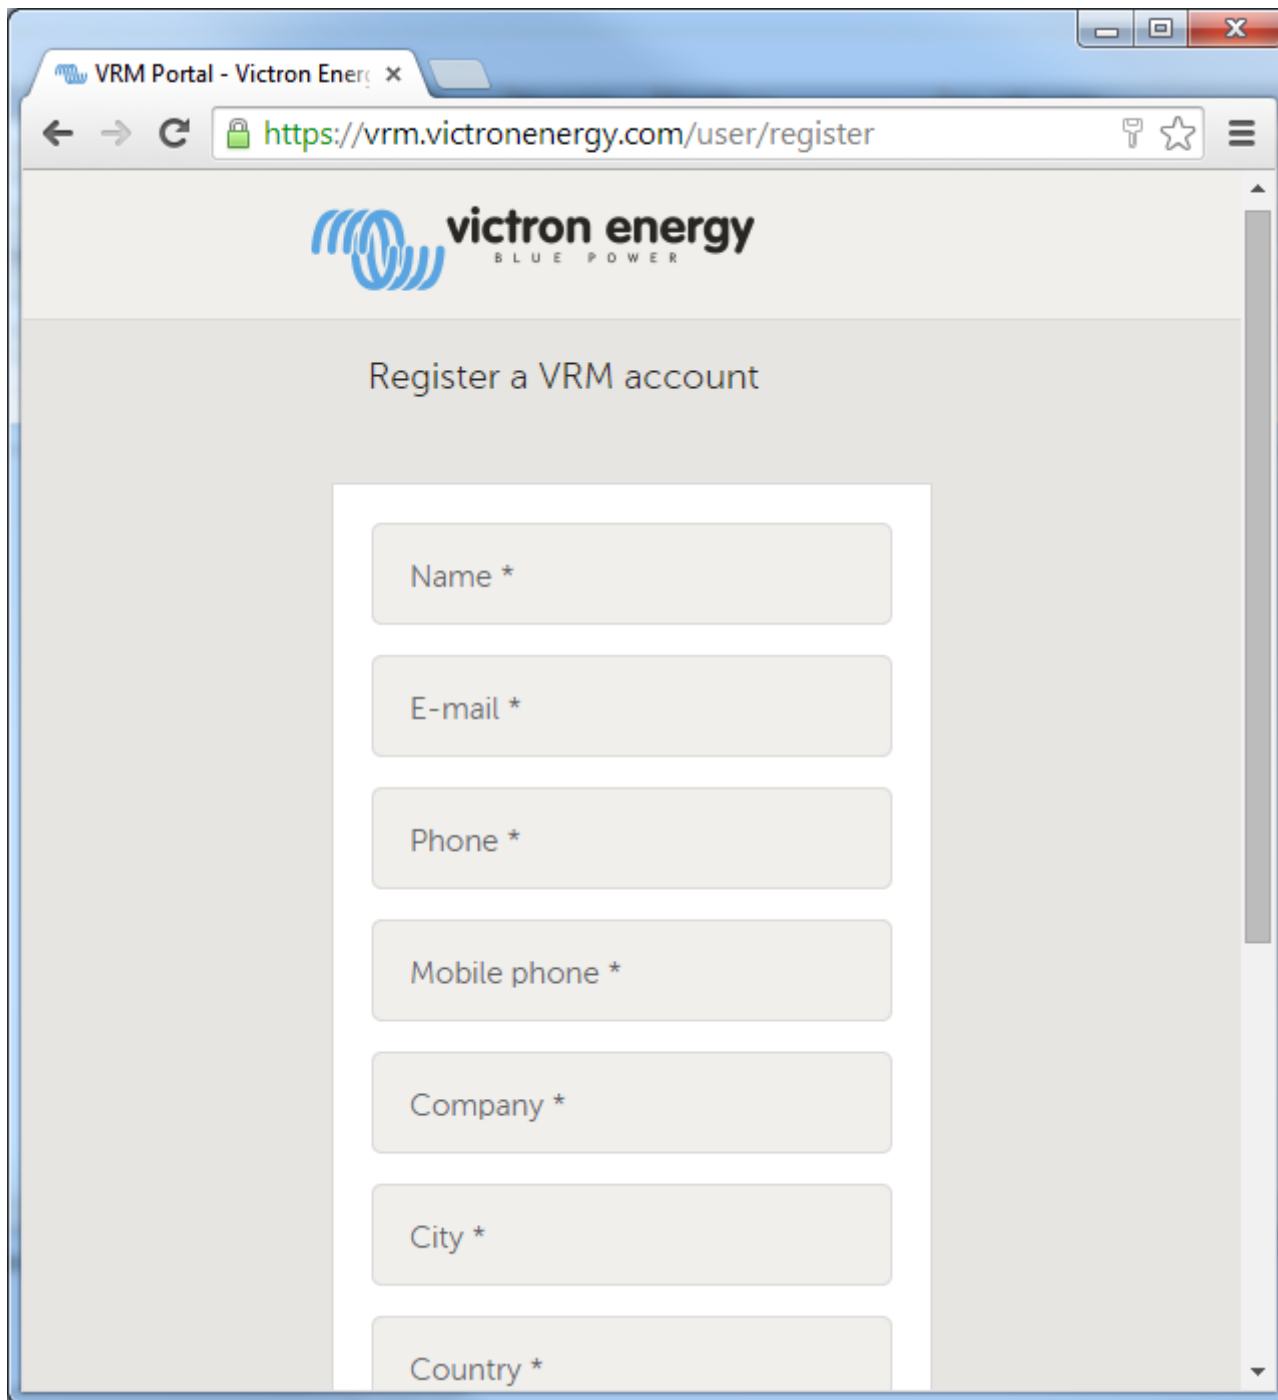 VRM Portal - Victron Ener
https://vrm.victronenergy.com/user/register
victron energy
BLUE POWER
Register a VRM account
Name *
E-mail *
Phone *
Mobile phone *
Company *
City *
Country *